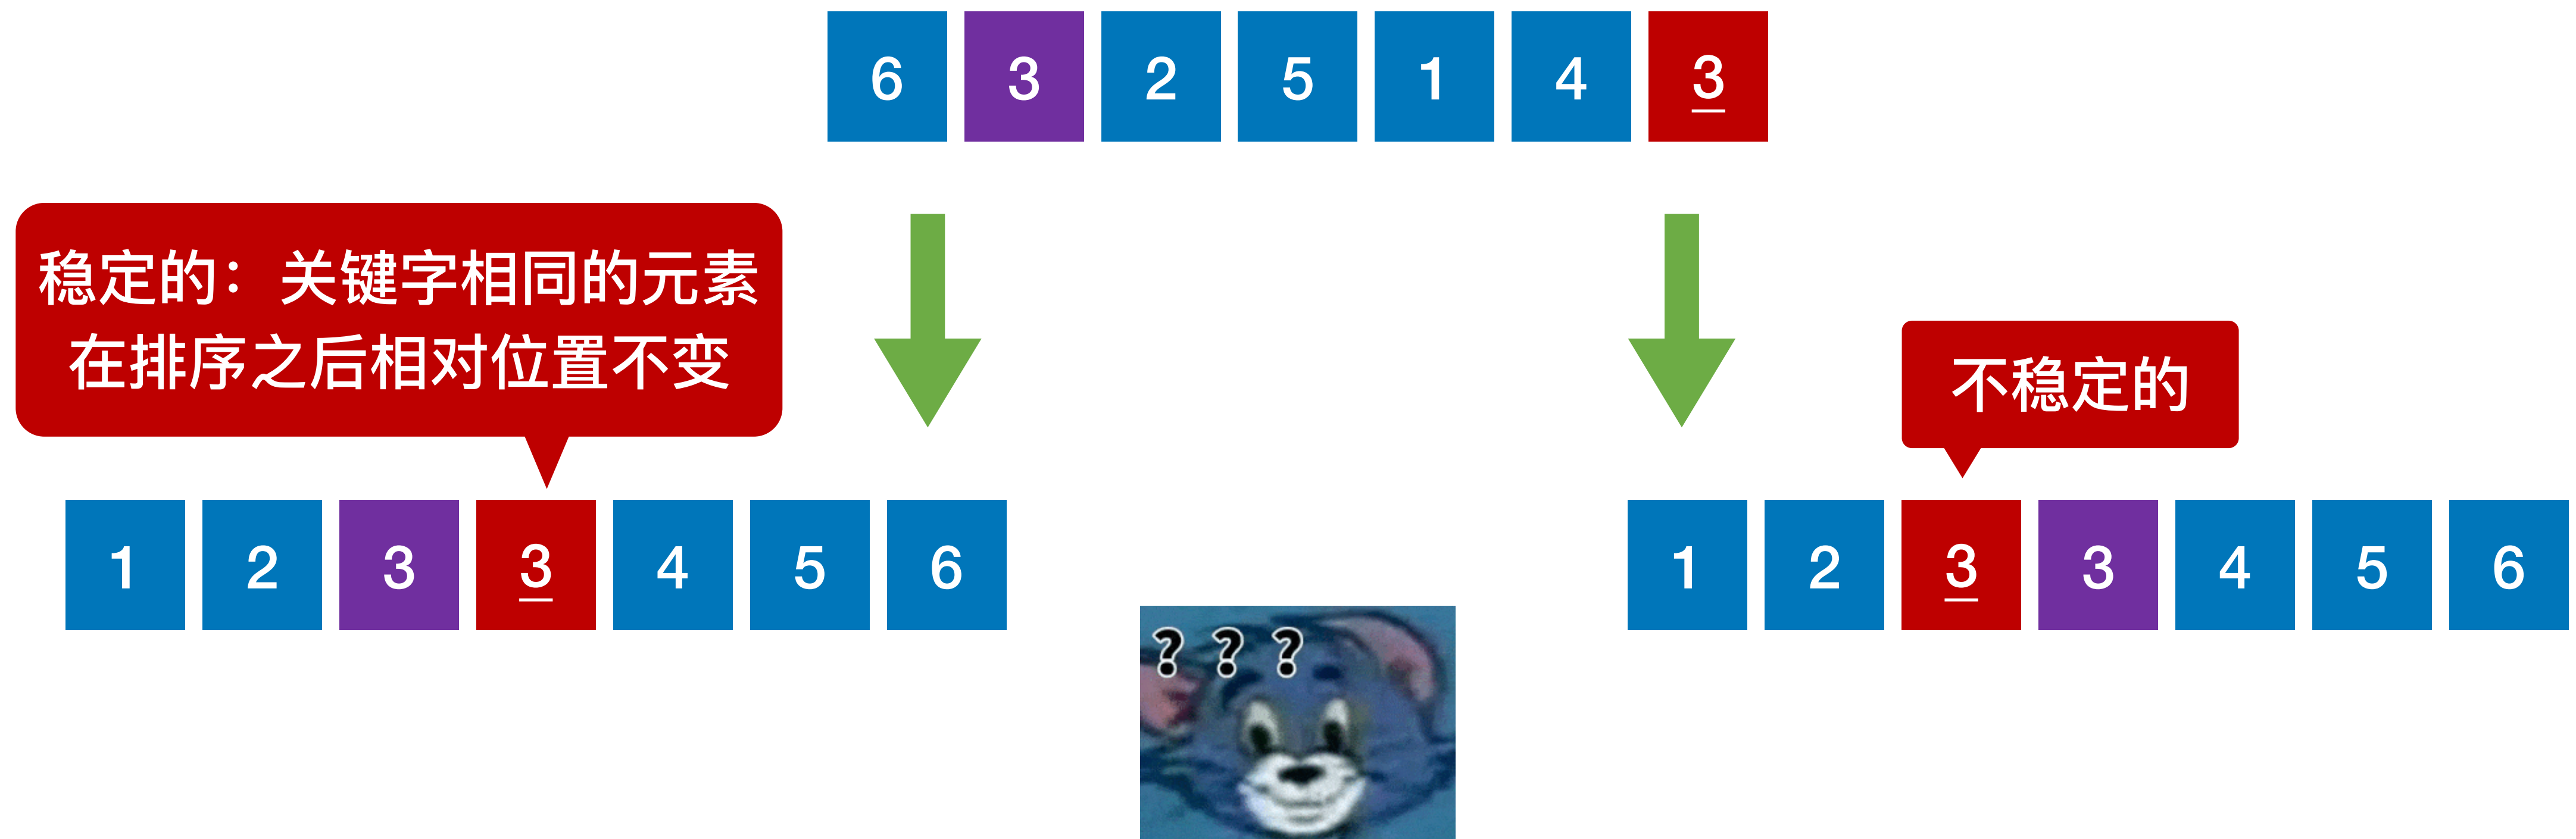 6 3 2 5 1 4 3
稳定的：关键字相同的元素
在排序之后相对位置不变
不稳定的
1 2 3 3 4 5 6
1 2 3 3 4 5 6
? ? ?